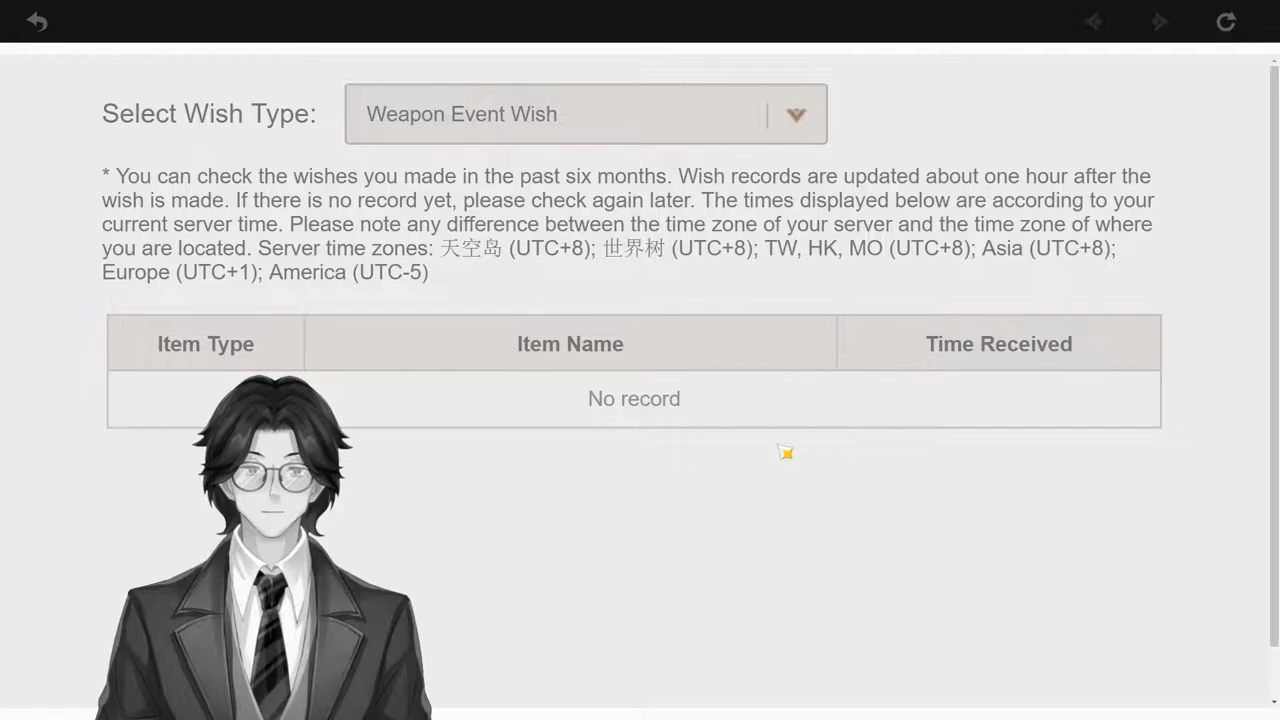 Select Wish Type:
Weapon Event Wish
* You can check the wishes you made in the past six months. Wish records are updated about one hour after the
wish is made. If there is no record yet, please check again later. The times displayed below are according to your
current server time. Please note any difference between the time zone of your server and the time zone of where
you are located. Server time zones: 天空岛 (UTC+8); 世界树 (UTC+8); TW, HK, MO (UTC+8); Asia (UTC+8);
Europe (UTC+1); America (UTC-5)
Item Type
Item Name
Time Received
No record